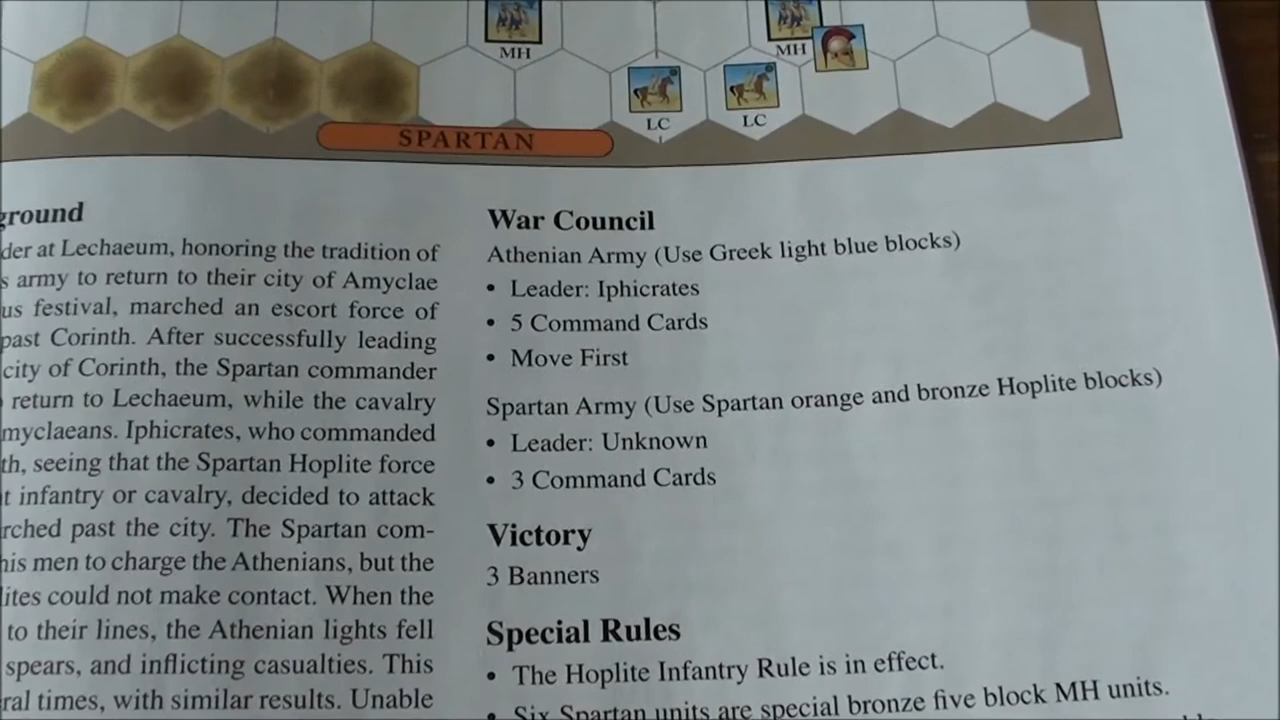 MH
MH
LC
LC
SPARTAN
ground
der at Lechaeum, honoring the tradition of
s army to return to their city of Amyclae
us festival, marched an escort force of
past Corinth. After successfully leading
city of Corinth, the Spartan commander
return to Lechaeum, while the cavalry
myclaeans. Iphicrates, who commanded
th, seeing that the Spartan Hoplite force
t infantry or cavalry, decided to attack
rched past the city. The Spartan com-
his men to charge the Athenians, but the
lites could not make contact. When the
to their lines, the Athenian lights fell
spears, and inflicting casualties. This
ral times, with similar results. Unable
War Council
Athenian Army (Use Greek light blue blocks)
• Leader: Iphicrates
• 5 Command Cards
• Move First
Spartan Army (Use Spartan orange and bronze Hoplite blocks)
• Leader: Unknown
• 3 Command Cards
Victory
3 Banners
Special Rules
• The Hoplite Infantry Rule is in effect.
• Six Spartan units are special bronze five block MH units.